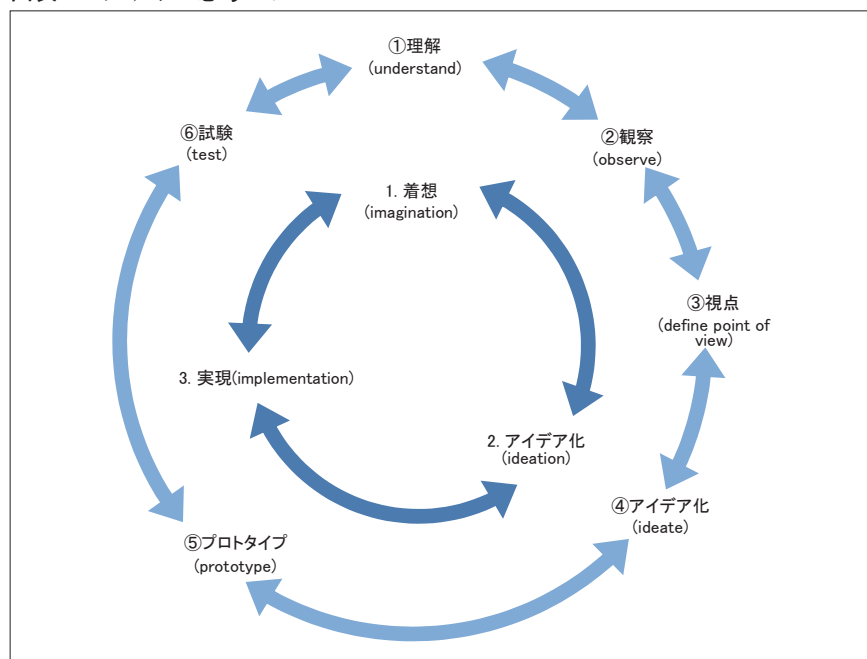 ①理解
(understand)
②観察
(observe)
③視点
(define point of
view)
④アイデア化
(ideate)
⑤プロトタイプ
(prototype)
⑥試験
(test)
1. 着想
(imagination)
2. アイデア化
(ideation)
3. 実現(implementation)